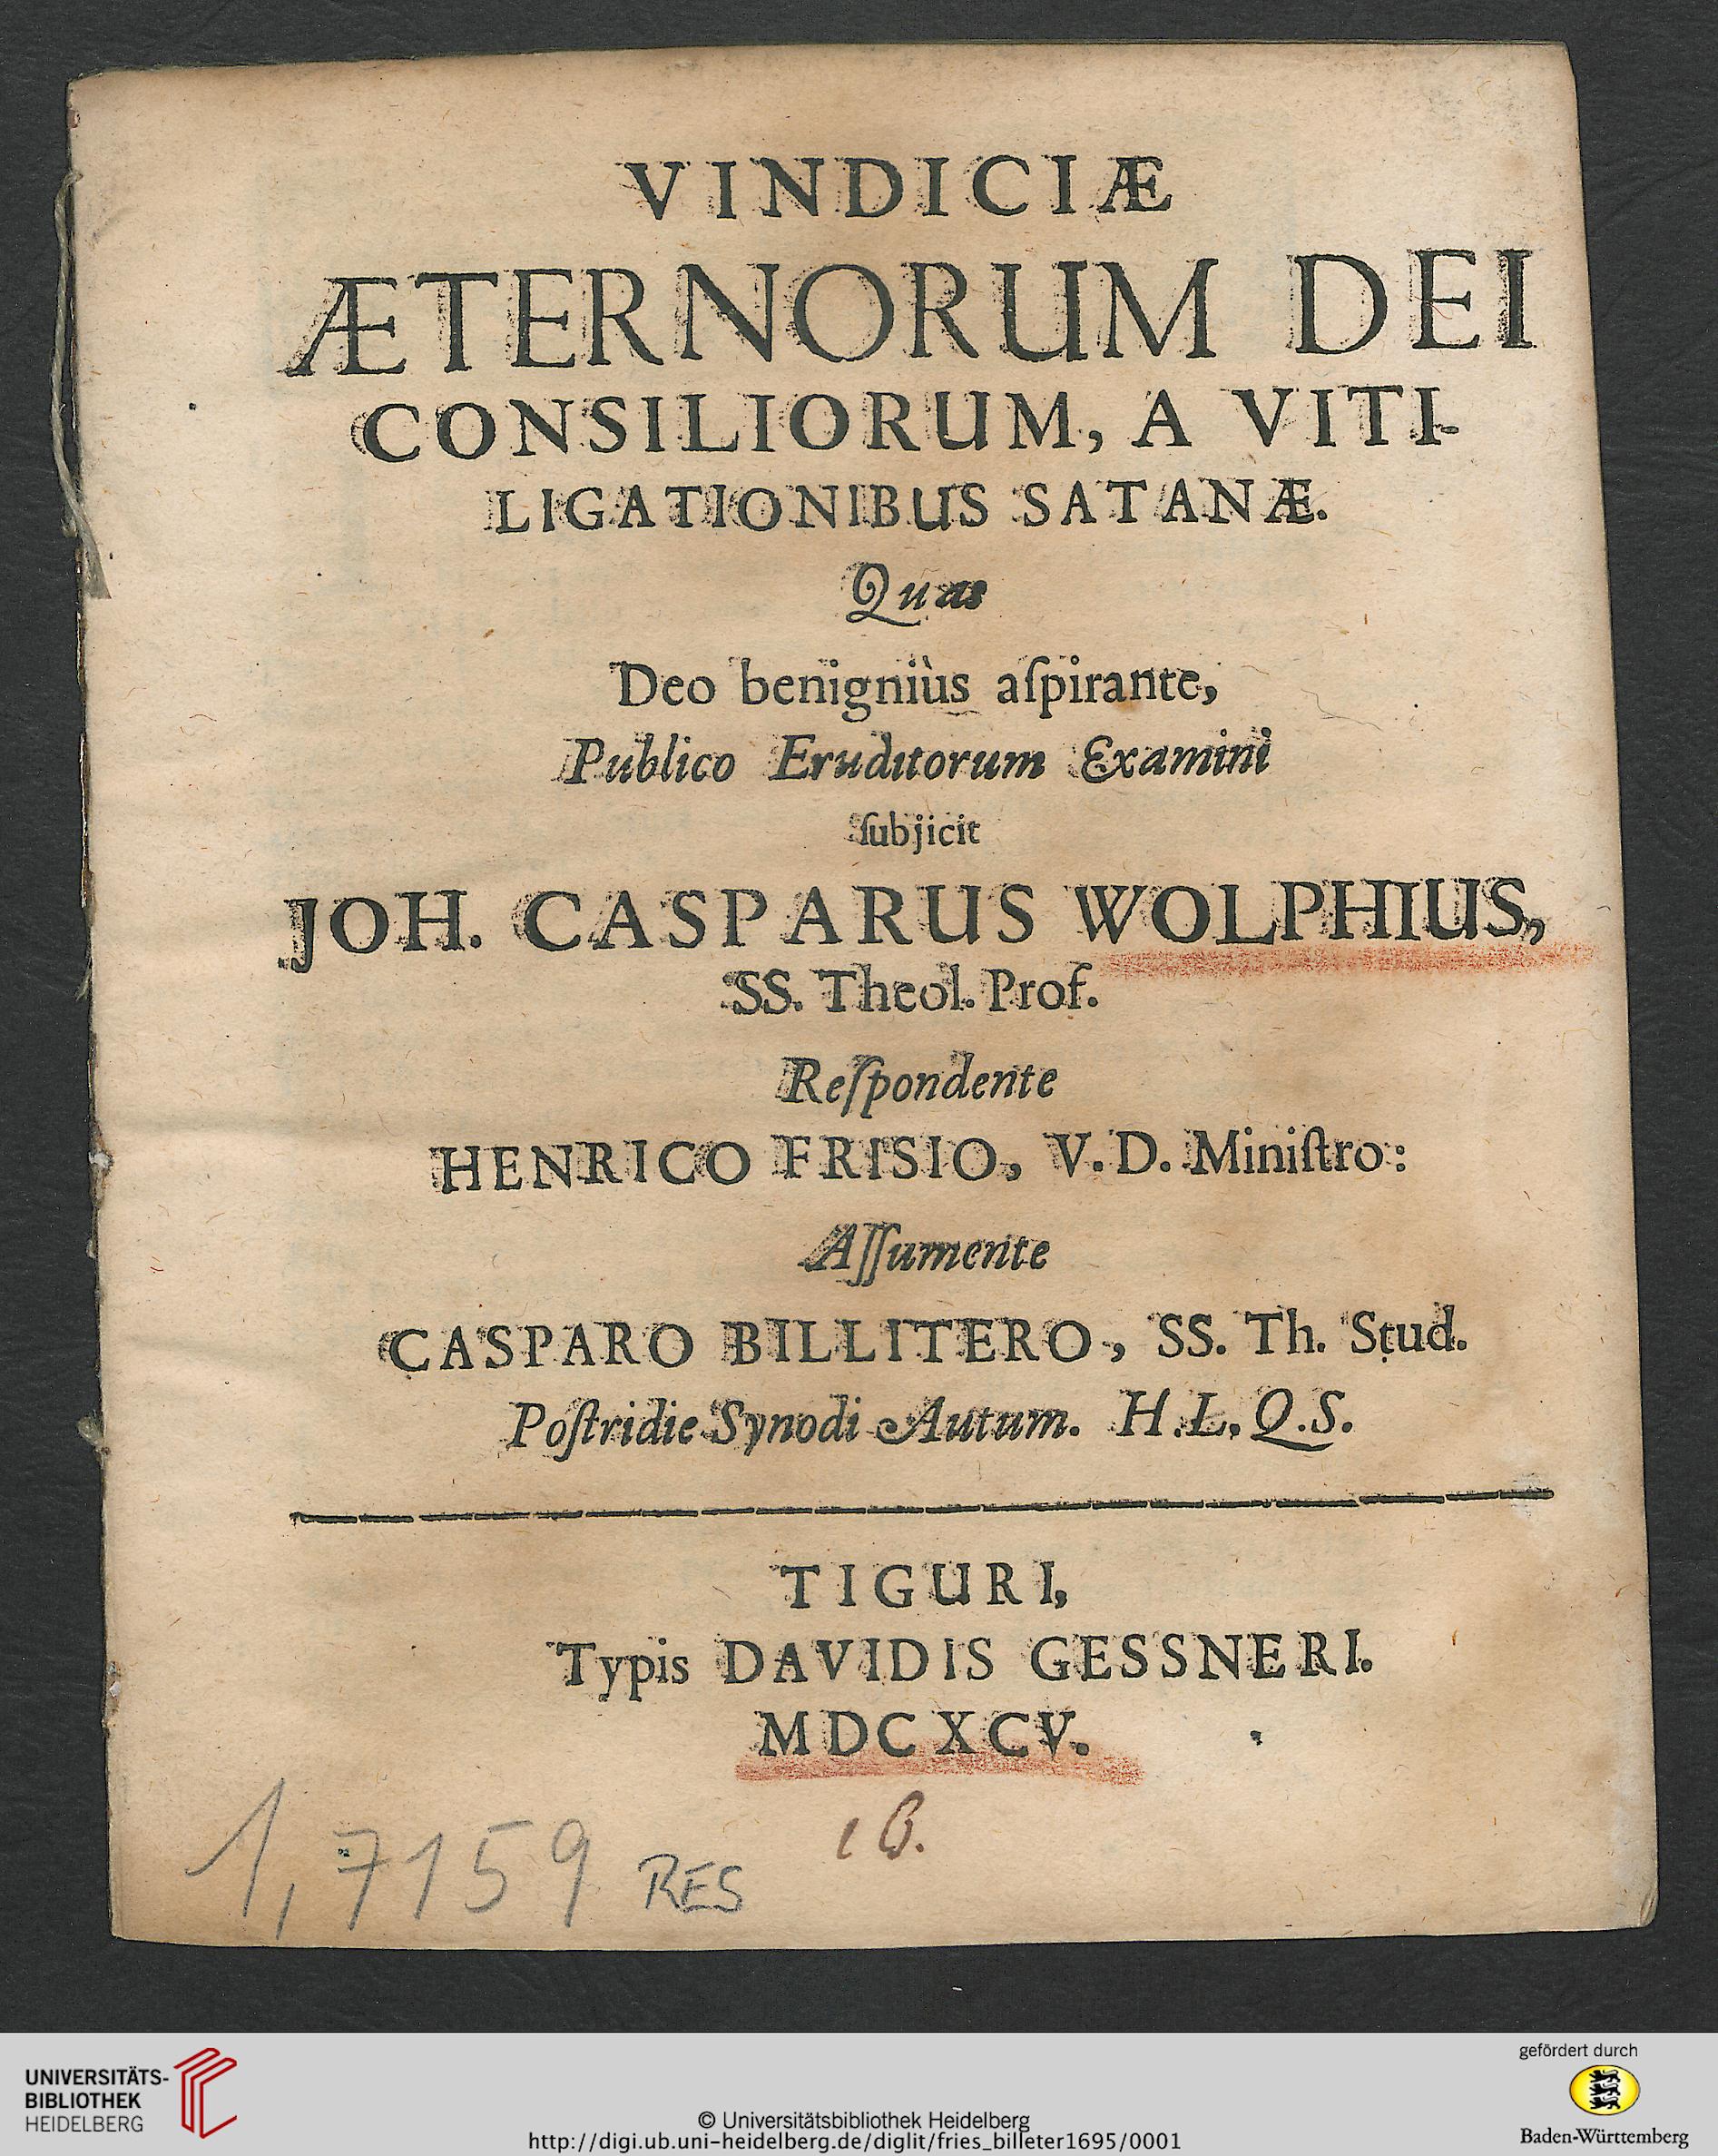 VINDICIÆ
ÆTERNORUM DEI
CONSILIORUM, A VITI-
LIGATIONIBUS SATANÆ.
Quas
Deo benigniùs aſpirante,
Publico Eruditorum Examini
ſubjicit
JOH. CASPARUS WOLPHIUS,
SS. Theol. Prof.
Reſpondente
HENRICO FRISIO, V. D. Miniſtro:
Aſſumente
CASPARO BILLITERO, SS. Th. Stud.
Poſtridie Synodi Autum. H. L. Q. S.
TIGURI,
Typis DAVIDIS GESSNERI.
MDCXCV.
1, 7159 RES
UNIVERSITÄTS-
BIBLIOTHEK
HEIDELBERG
© Universitätsbibliothek Heidelberg
http://digi.ub.uni-heidelberg.de/diglit/fries_billeter1695/0001
gefördert durch
Baden-Württemberg